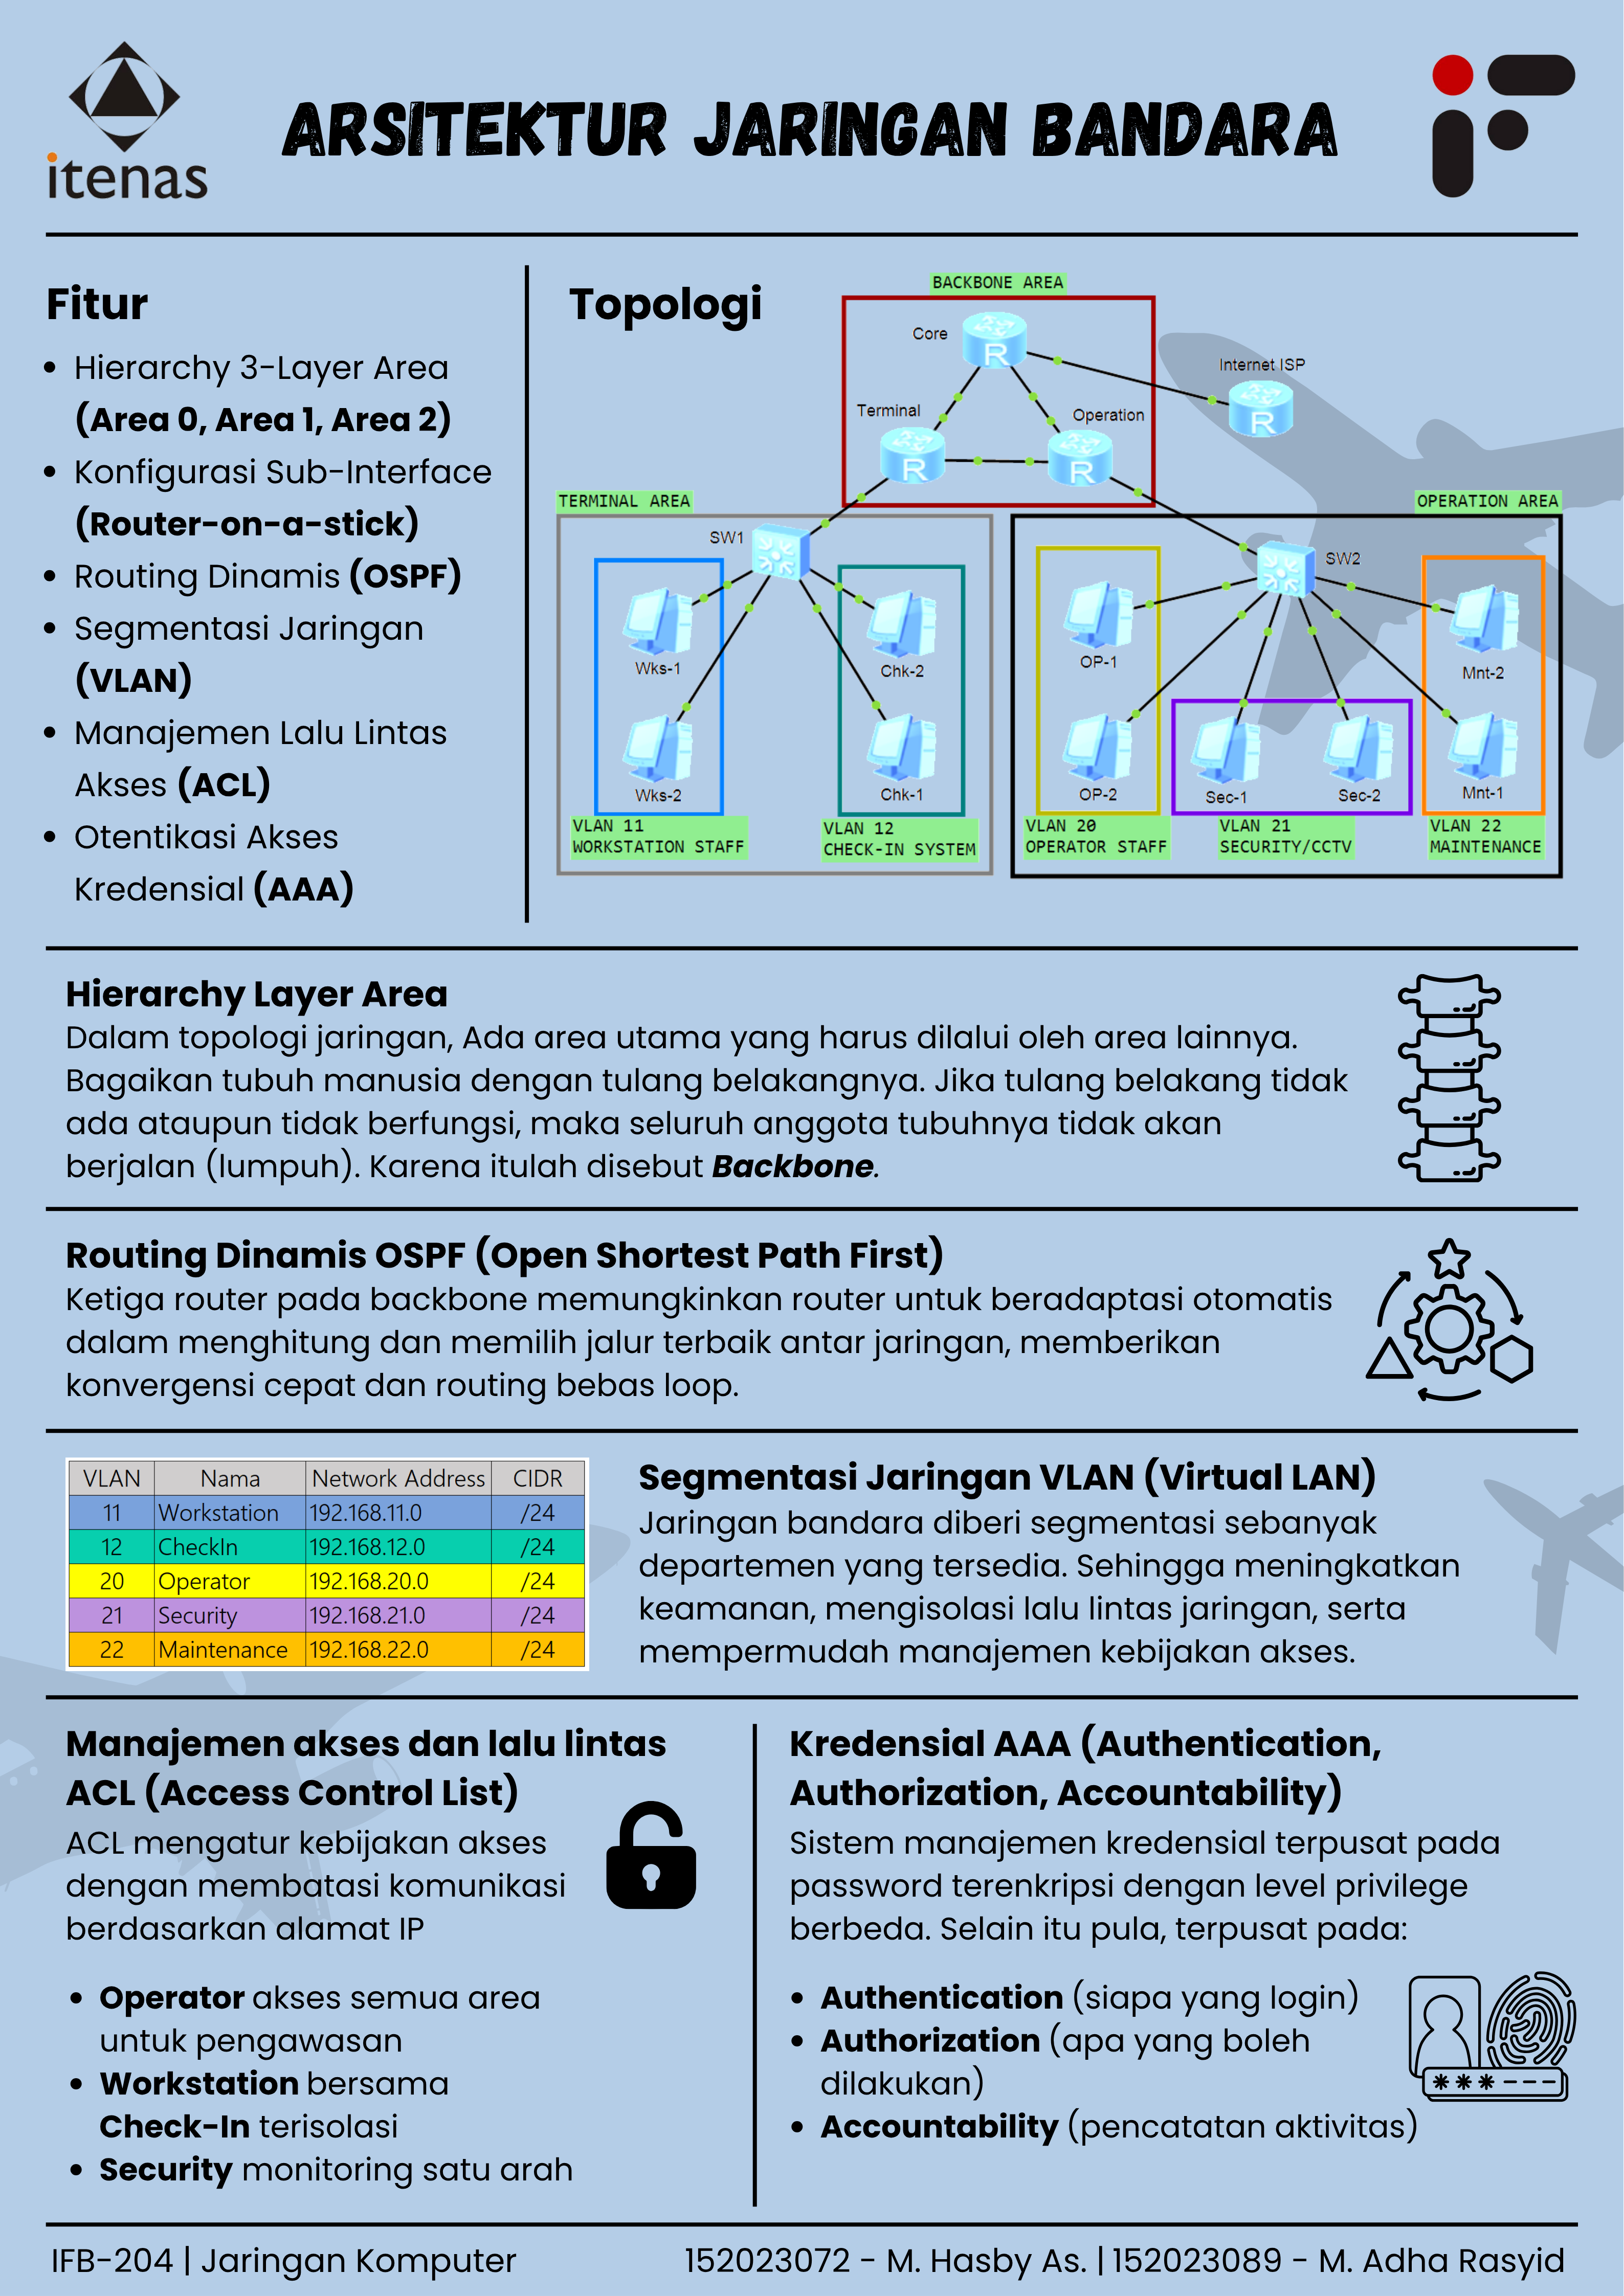 itenas
ARSITEKTUR JARINGAN BANDARA
Fitur
Hierarchy 3-Layer Area
(Area 0, Area 1, Area 2)
Konfigurasi Sub-Interface
(Router-on-a-stick)
Routing Dinamis (OSPF)
Segmentasi Jaringan
(VLAN)
Manajemen Lalu Lintas
Akses (ACL)
Otentikasi Akses
Kredensial (AAA)
Topologi
BACKBONE AREA
Core
R
Internet ISP
R
Terminal
R
Operation
R
TERMINAL AREA
SW1
Wks-1
Chk-2
Wks-2
Chk-1
VLAN 11
WORKSTATION STAFF
VLAN 12
CHECK-IN SYSTEM
OPERATION AREA
SW2
OP-1
Mnt-2
OP-2
Sec-1
Sec-2
Mnt-1
VLAN 20
OPERATOR STAFF
VLAN 21
SECURITY/CCTV
VLAN 22
MAINTENANCE
Hierarchy Layer Area
Dalam topologi jaringan, Ada area utama yang harus dilalui oleh area lainnya.
Bagaikan tubuh manusia dengan tulang belakangnya. Jika tulang belakang tidak
ada ataupun tidak berfungsi, maka seluruh anggota tubuhnya tidak akan
berjalan (lumpuh). Karena itulah disebut Backbone.
Routing Dinamis OSPF (Open Shortest Path First)
Ketiga router pada backbone memungkinkan router untuk beradaptasi otomatis
dalam menghitung dan memilih jalur terbaik antar jaringan, memberikan
konvergensi cepat dan routing bebas loop.
VLAN Nama Network Address CIDR
11 Workstation 192.168.11.0 /24
12 CheckIn 192.168.12.0 /24
20 Operator 192.168.20.0 /24
21 Security 192.168.21.0 /24
22 Maintenance 192.168.22.0 /24
Segmentasi Jaringan VLAN (Virtual LAN)
Jaringan bandara diberi segmentasi sebanyak
departemen yang tersedia. Sehingga meningkatkan
keamanan, mengisolasi lalu lintas jaringan, serta
mempermudah manajemen kebijakan akses.
Manajemen akses dan lalu lintas
ACL (Access Control List)
ACL mengatur kebijakan akses
dengan membatasi komunikasi
berdasarkan alamat IP
Operator akses semua area
untuk pengawasan
Workstation bersama
Check-In terisolasi
Security monitoring satu arah
Kredensial AAA (Authentication,
Authorization, Accountability)
Sistem manajemen kredensial terpusat pada
password terenkripsi dengan level privilege
berbeda. Selain itu pula, terpusat pada:
Authentication (siapa yang login)
Authorization (apa yang boleh
dilakukan)
Accountability (pencatatan aktivitas)
IFB-204 | Jaringan Komputer
152023072 - M. Hasby As. | 152023089 - M. Adha Rasyid